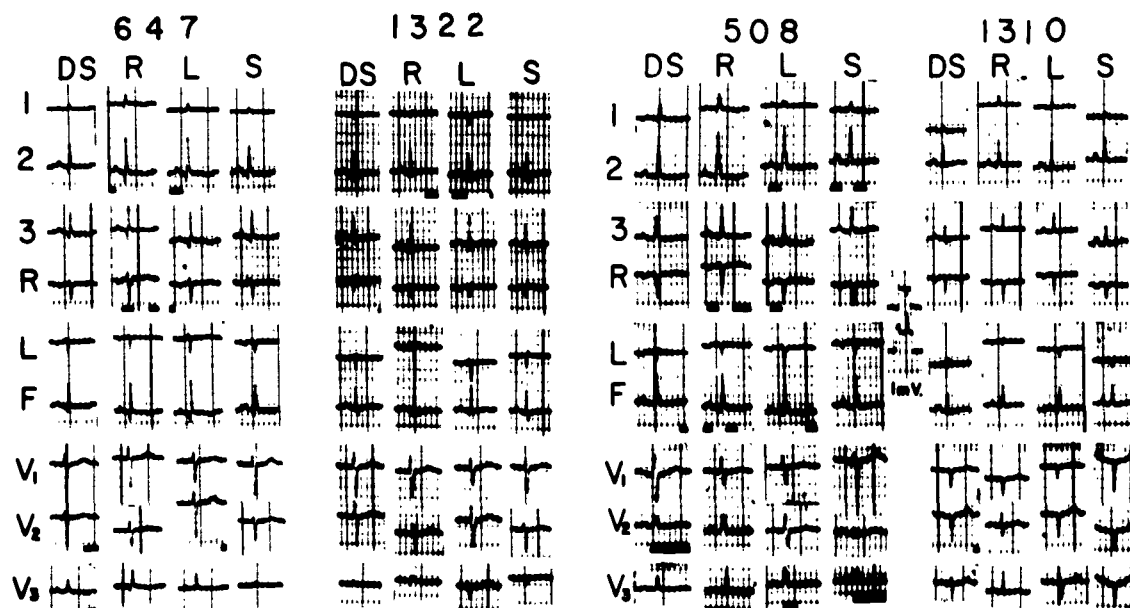 647 1322 508 1310
DS R L S DS R L S DS R L S DS R L S
1 1
2 2
3 3
R R
L L
F F
1mV.
V₁ V₁
V₂ V₂
V₃ V₃